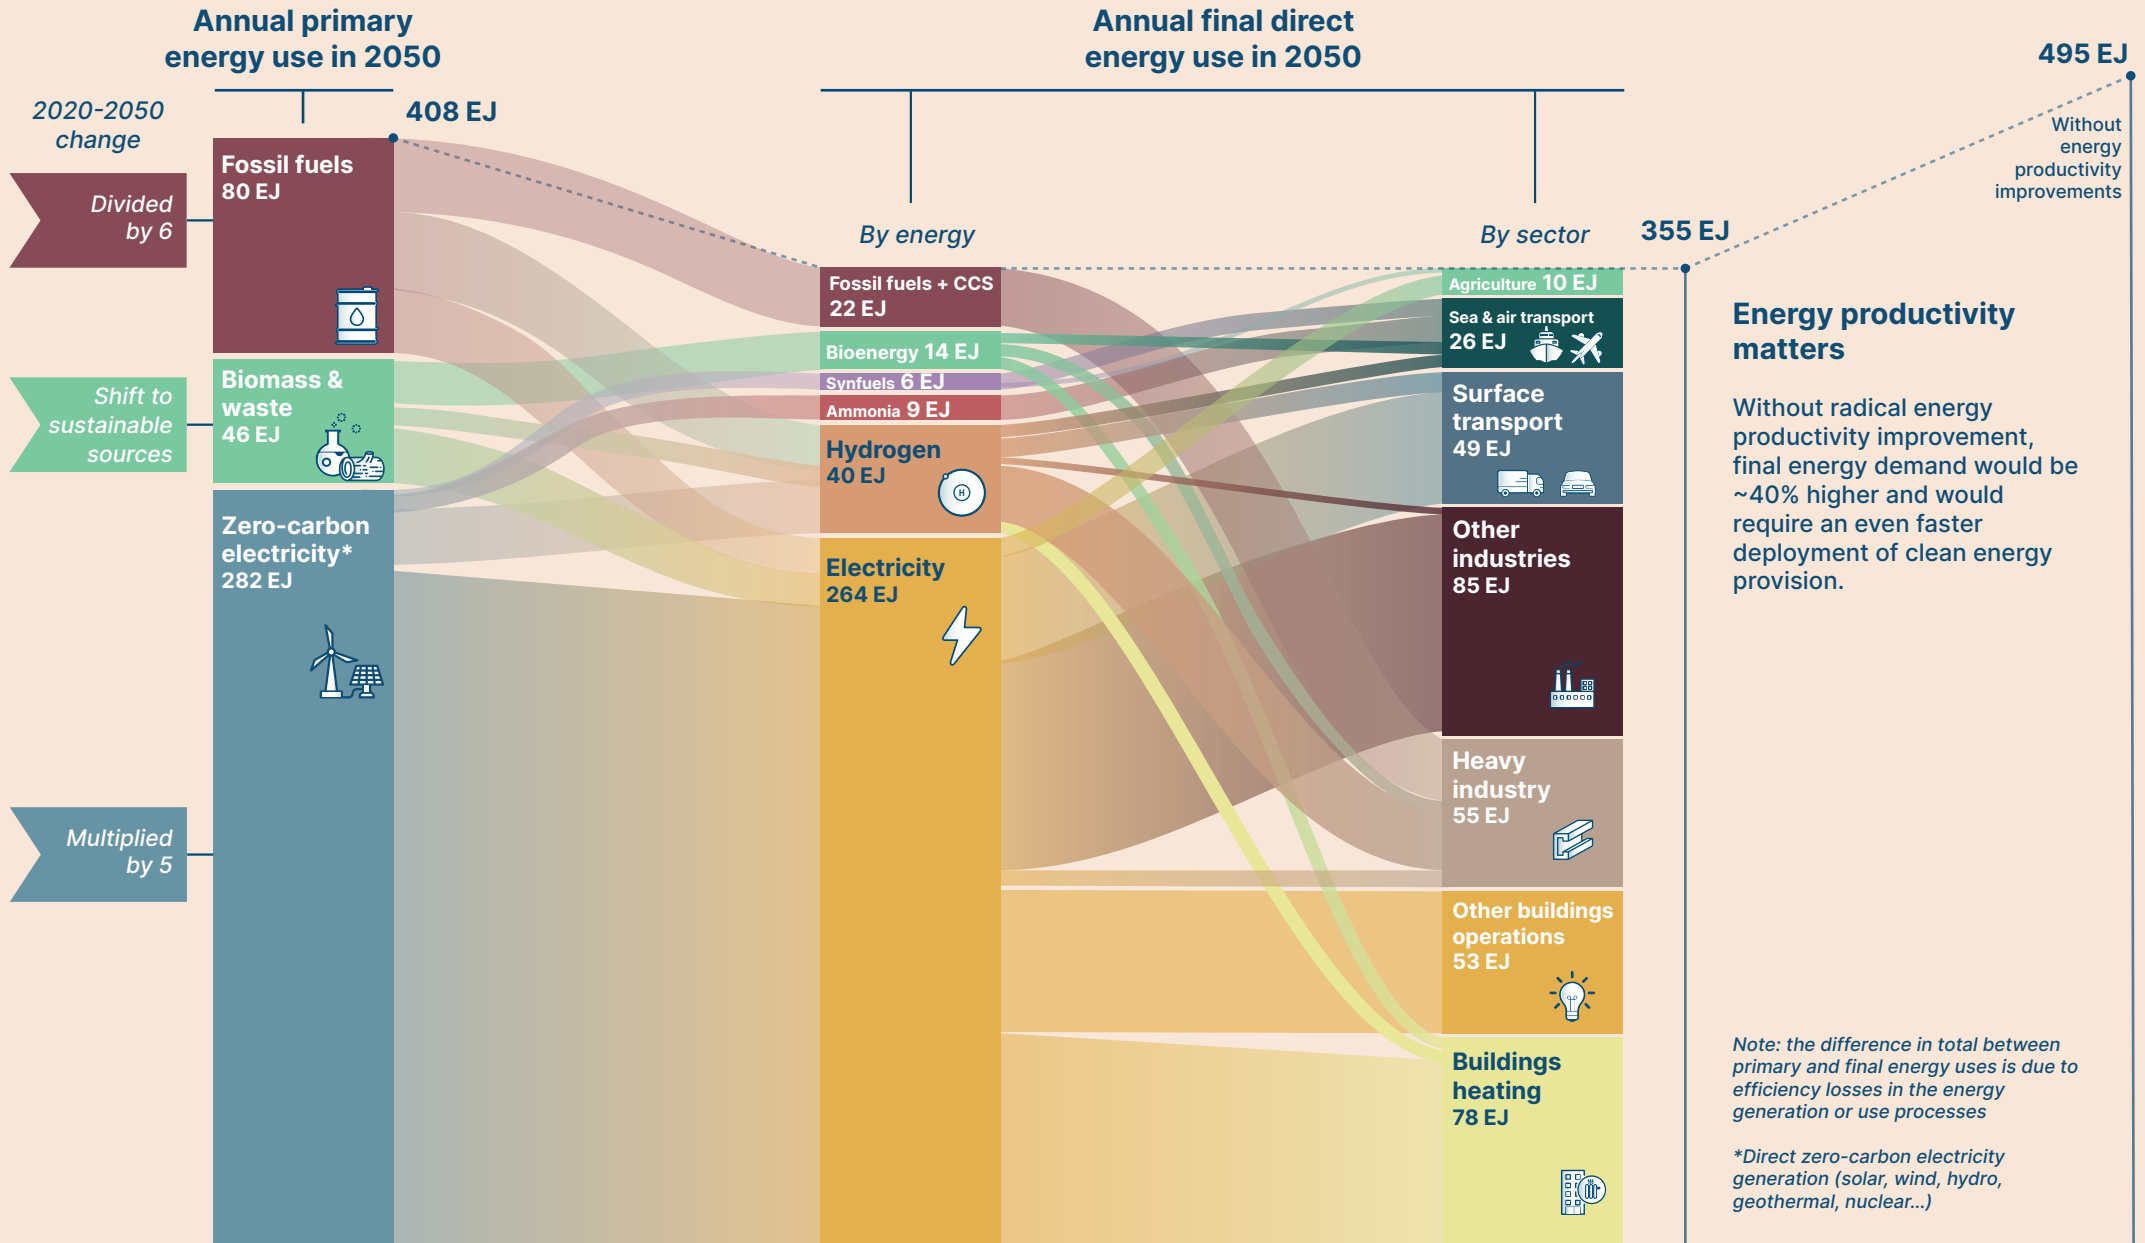 Annual primary
energy use in 2050
Annual final direct
energy use in 2050
495 EJ
2020-2050
change
408 EJ
Without
energy
productivity
improvements
Divided
by 6
Fossil fuels
80 EJ
By energy
By sector
355 EJ
Fossil fuels + CCS
22 EJ
Agriculture 10 EJ
Sea & air transport
26 EJ
Energy productivity
matters
Bioenergy 14 EJ
Synfuels 6 EJ
Ammonia 9 EJ
Shift to
sustainable
sources
Biomass &
waste
46 EJ
Surface
transport
49 EJ
Without radical energy
productivity improvement,
final energy demand would be
~40% higher and would
require an even faster
deployment of clean energy
provision.
Hydrogen
40 EJ
H
Zero-carbon
electricity*
282 EJ
Other
industries
85 EJ
Electricity
264 EJ
Heavy
industry
55 EJ
Multiplied
by 5
Other buildings
operations
53 EJ
Buildings
heating
78 EJ
Note: the difference in total between
primary and final energy uses is due to
efficiency losses in the energy
generation or use processes
*Direct zero-carbon electricity
generation (solar, wind, hydro,
geothermal, nuclear...)